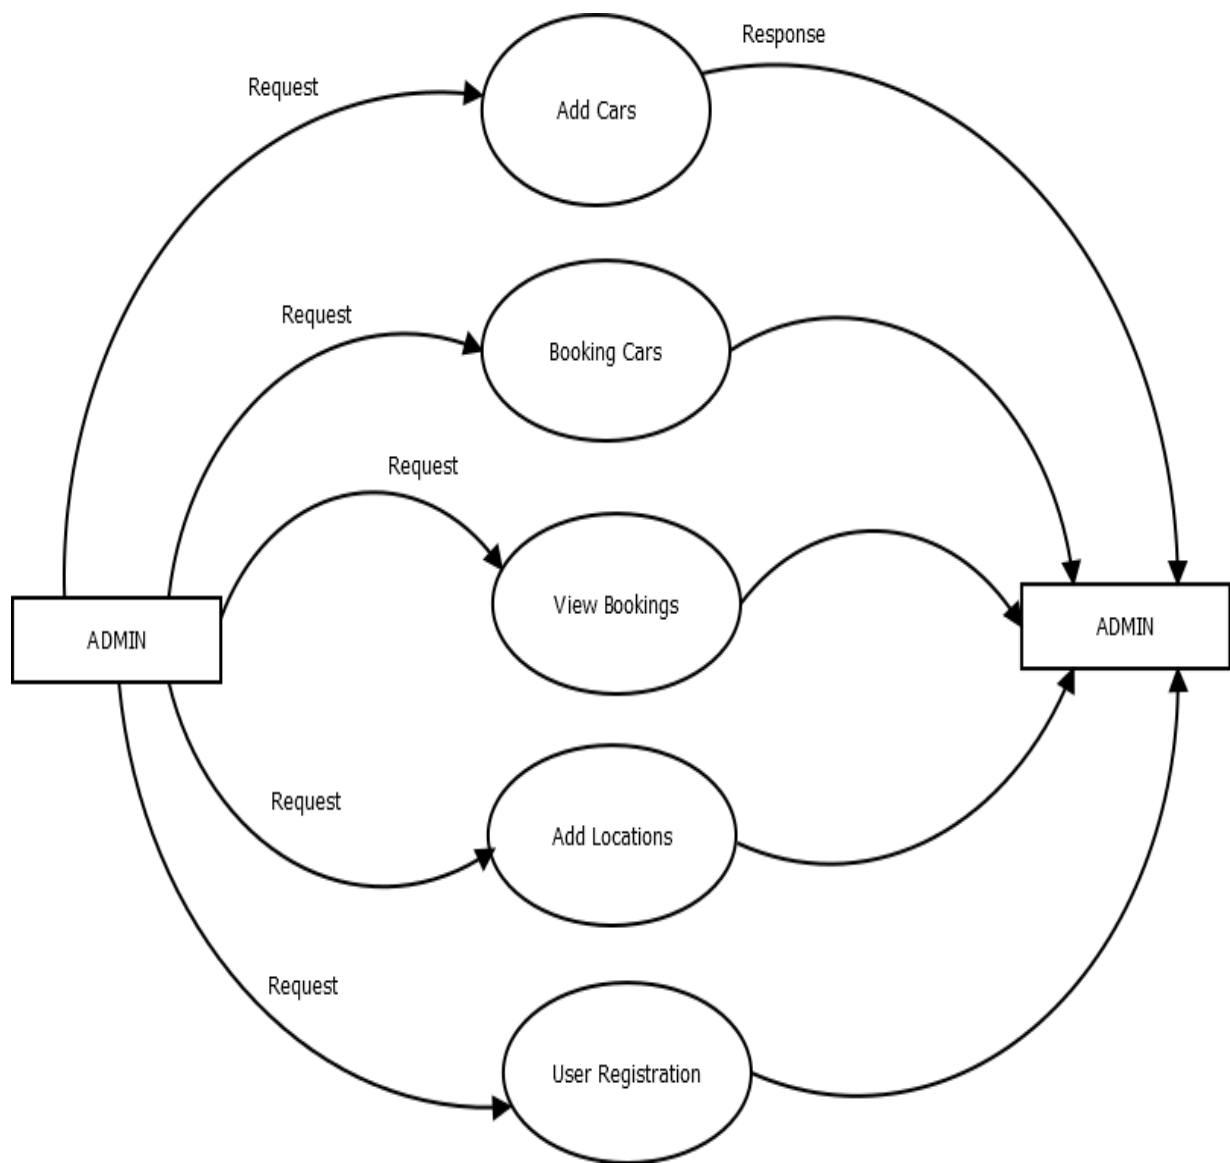 Response
Request
Add Cars
Request
Booking Cars
Request
View Bookings
ADMIN
ADMIN
Request
Add Locations
Request
User Registration